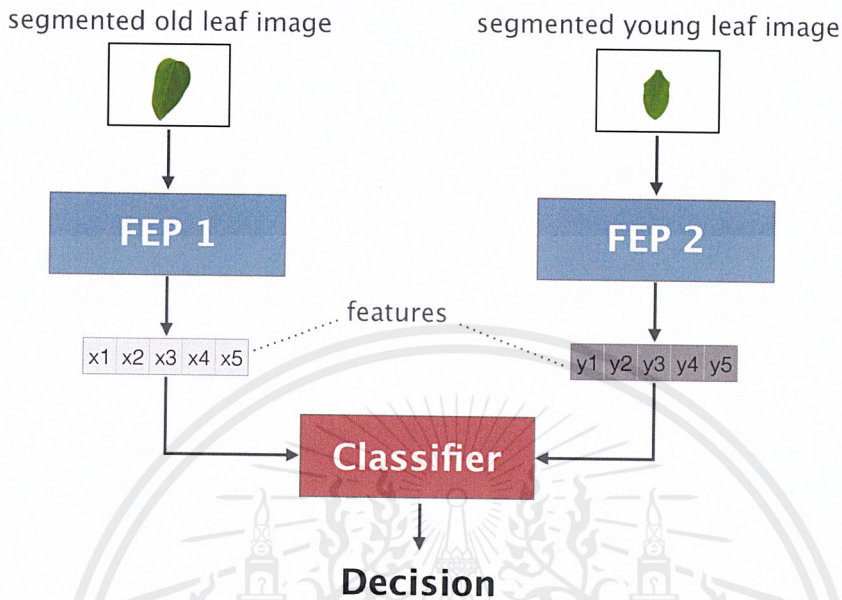 segmented old leaf image
segmented young leaf image
FEP 1
FEP 2
features
x1 x2 x3 x4 x5
y1 y2 y3 y4 y5
Classifier
Decision